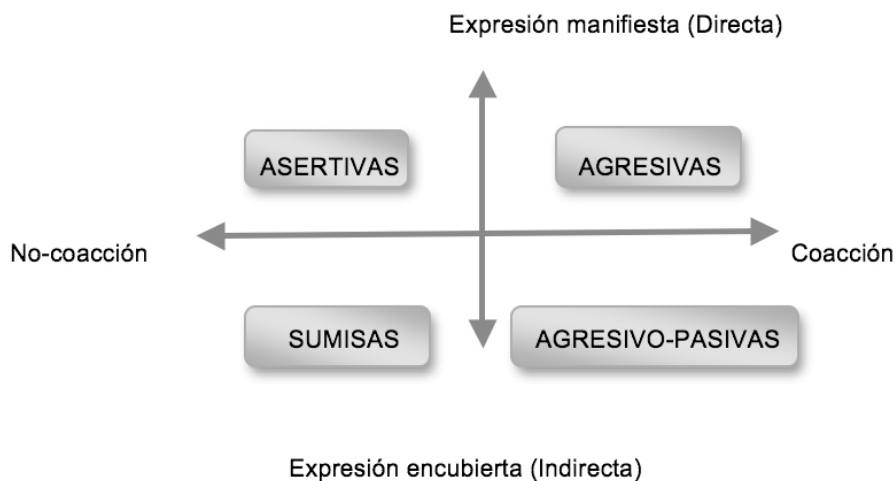 Expresión manifiesta (Directa)
ASERTIVAS
AGRESIVAS
No-coacción
Coacción
SUMISAS
AGRESIVO-PASIVAS
Expresión encubierta (Indirecta)